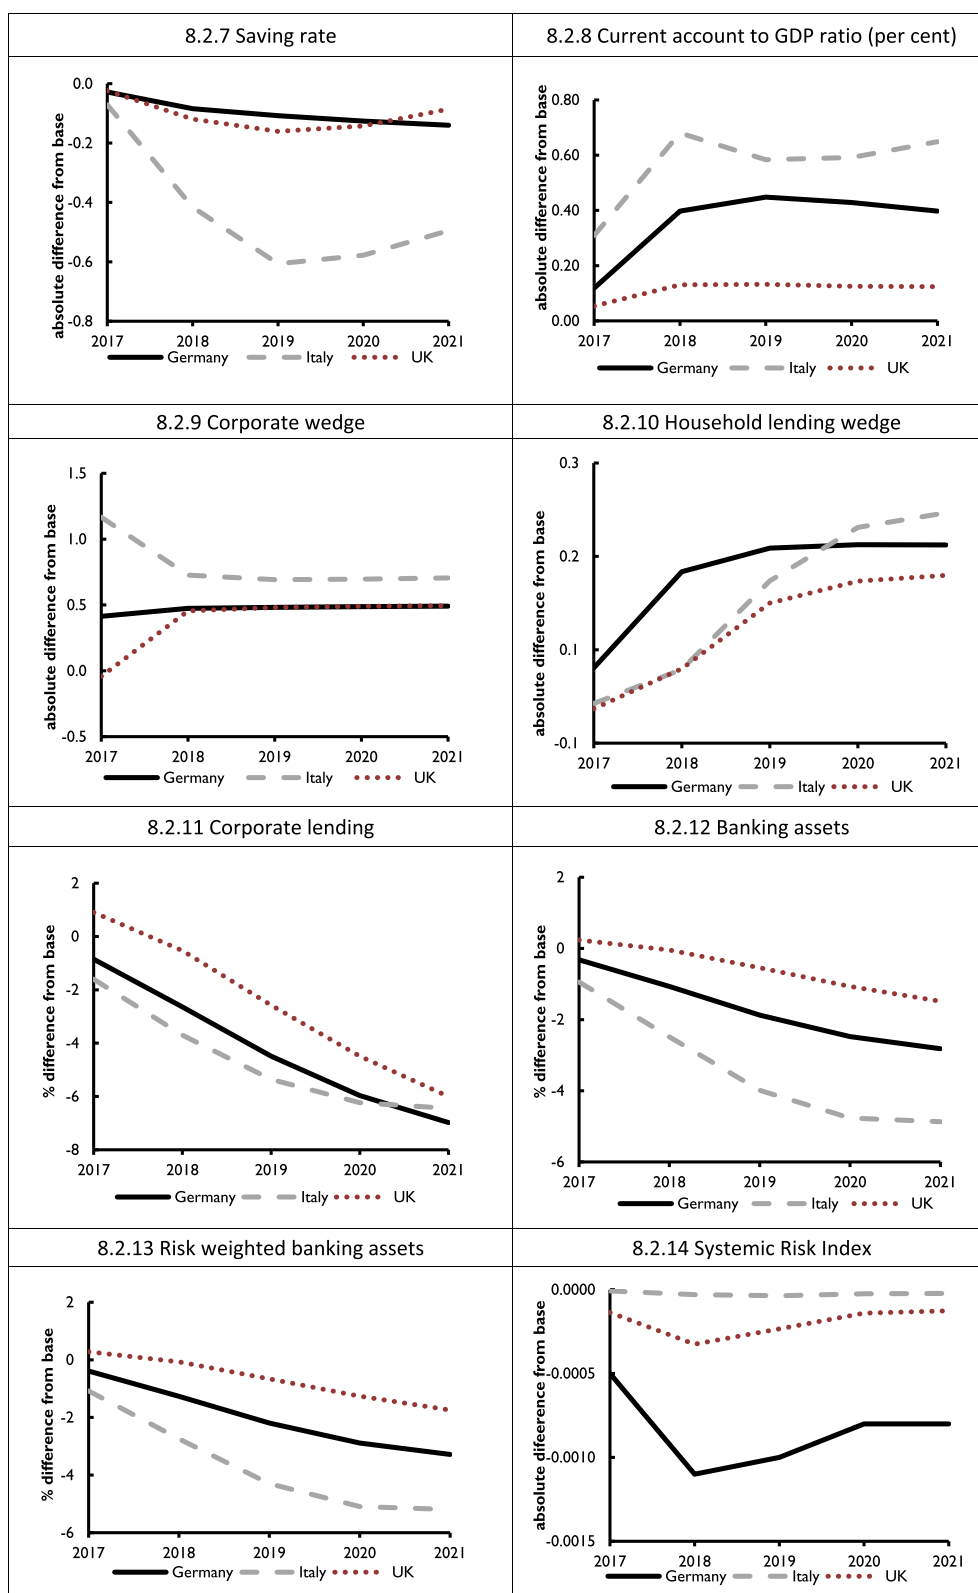 8.2.7 Saving rate
8.2.8 Current account to GDP ratio (per cent)
absolute difference from base
0.0
-0.2
-0.4
-0.6
-0.8
2017 2018 2019 2020 2021
Germany Italy UK
absolute difference from base
0.80
0.60
0.40
0.20
0.00
2017 2018 2019 2020 2021
Germany Italy UK
8.2.9 Corporate wedge
8.2.10 Household lending wedge
absolute difference from base
1.5
1.0
0.5
0.0
-0.5
2017 2018 2019 2020 2021
Germany Italy UK
absolute difference from base
0.3
0.2
0.1
-0.1
2017 2018 2019 2020 2021
Germany Italy UK
8.2.11 Corporate lending
8.2.12 Banking assets
% difference from base
2
0
-2
-4
-6
-8
2017 2018 2019 2020 2021
Germany Italy UK
% difference from base
2
0
-2
-4
-6
2017 2018 2019 2020 2021
Germany Italy UK
8.2.13 Risk weighted banking assets
8.2.14 Systemic Risk Index
% difference from base
2
0
-2
-4
-6
2017 2018 2019 2020 2021
Germany Italy UK
absolute difeerence from base
0.0000
-0.0005
-0.0010
-0.0015
2017 2018 2019 2020 2021
Germany Italy UK